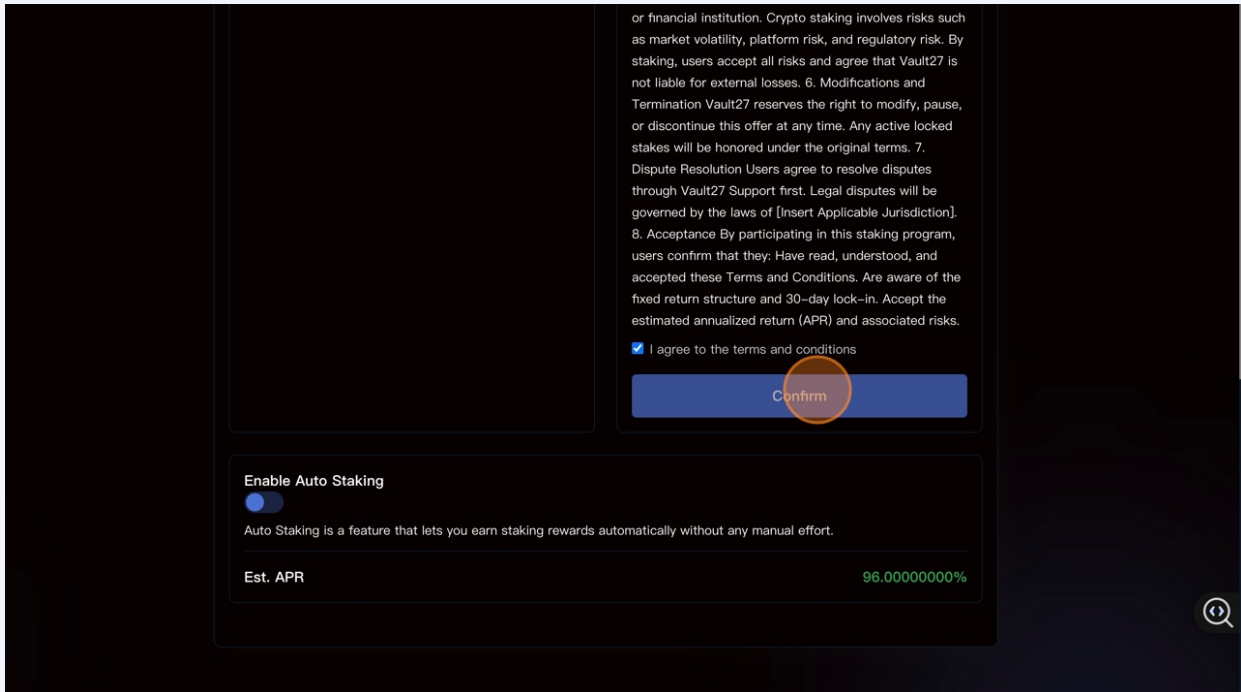 or financial institution. Crypto staking involves risks such
as market volatility, platform risk, and regulatory risk. By
staking, users accept all risks and agree that Vault27 is
not liable for external losses. 6. Modifications and
Termination Vault27 reserves the right to modify, pause,
or discontinue this offer at any time. Any active locked
stakes will be honored under the original terms. 7.
Dispute Resolution Users agree to resolve disputes
through Vault27 Support first. Legal disputes will be
governed by the laws of [Insert Applicable Jurisdiction].
8. Acceptance By participating in this staking program,
users confirm that they: Have read, understood, and
accepted these Terms and Conditions. Are aware of the
fixed return structure and 30-day lock-in. Accept the
estimated annualized return (APR) and associated risks.
I agree to the terms and conditions
Confirm
Enable Auto Staking
Auto Staking is a feature that lets you earn staking rewards automatically without any manual effort.
Est. APR 96.00000000%